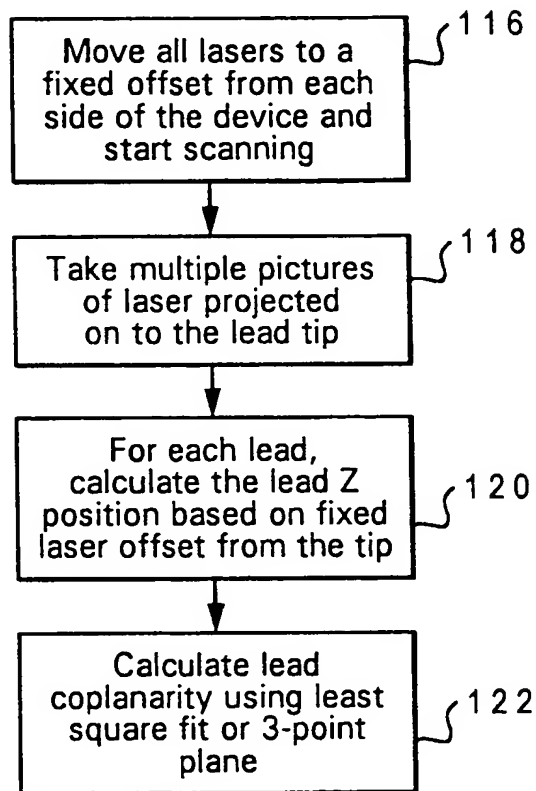 Move all lasers to a
fixed offset from each
side of the device and
start scanning
116
Take multiple pictures
of laser projected
on to the lead tip
118
For each lead,
calculate the lead Z
position based on fixed
laser offset from the tip
120
Calculate lead
coplanarity using least
square fit or 3-point
plane
122